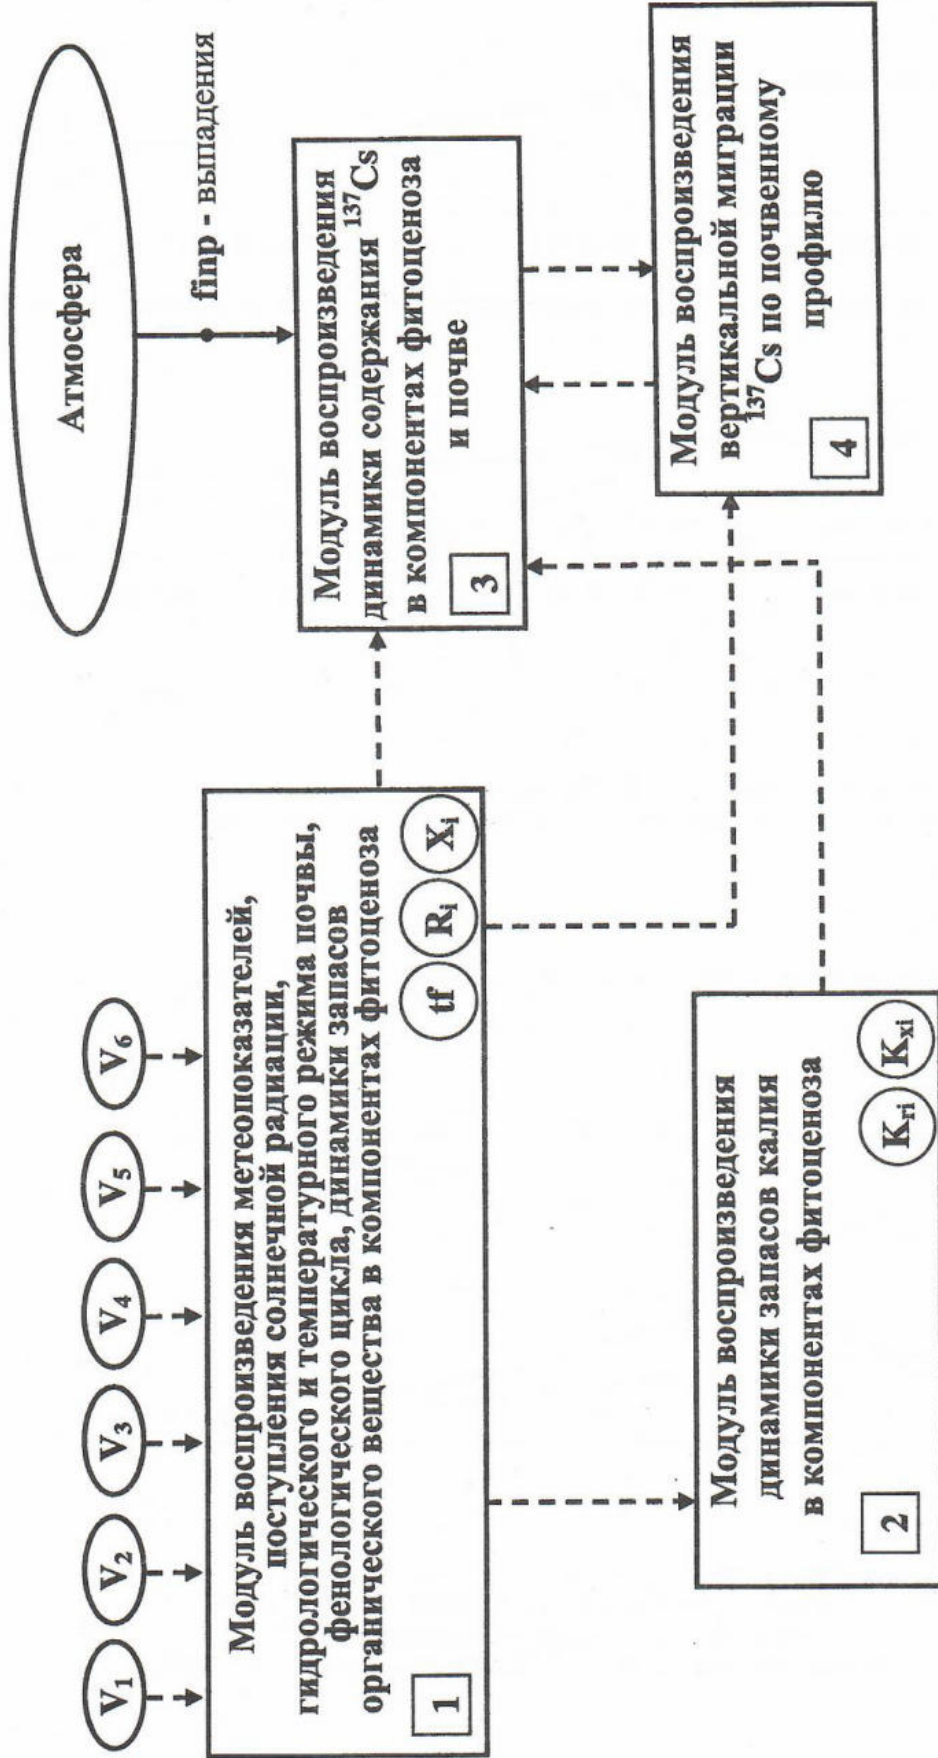 Атмосфера
finp - выпадения
V1
V2
V3
V4
V5
V6
Модуль воспроизведения метеопоказателей,
поступления солнечной радиации,
гидрологического и температурного режима почвы,
фенологического цикла, динамики запасов
органического вещества в компонентах фитоценоза
1
tf
Ri
Xi
Модуль воспроизведения
динамики содержания 137Cs
в компонентах фитоценоза
и почве
3
Модуль воспроизведения
динамики запасов калия
в компонентах фитоценоза
2
Kri
Kxi
Модуль воспроизведения
вертикальной миграции
137Cs по почвенному
профилю
4